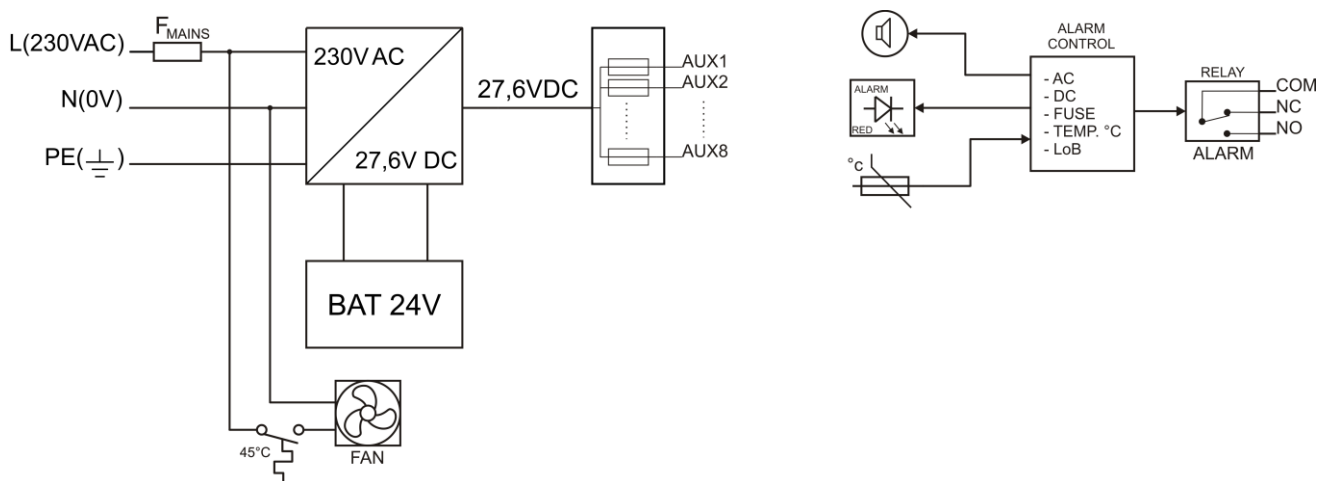 L(230VAC)
F MAINS
N(0V)
PE( )
230V AC
27,6V DC
27,6VDC
AUX1
AUX2
AUX8
BAT 24V
45°C
FAN
ALARM
RED
°c
ALARM
CONTROL
- AC
- DC
- FUSE
- TEMP. °C
- LoB
RELAY
COM
NC
NO
ALARM